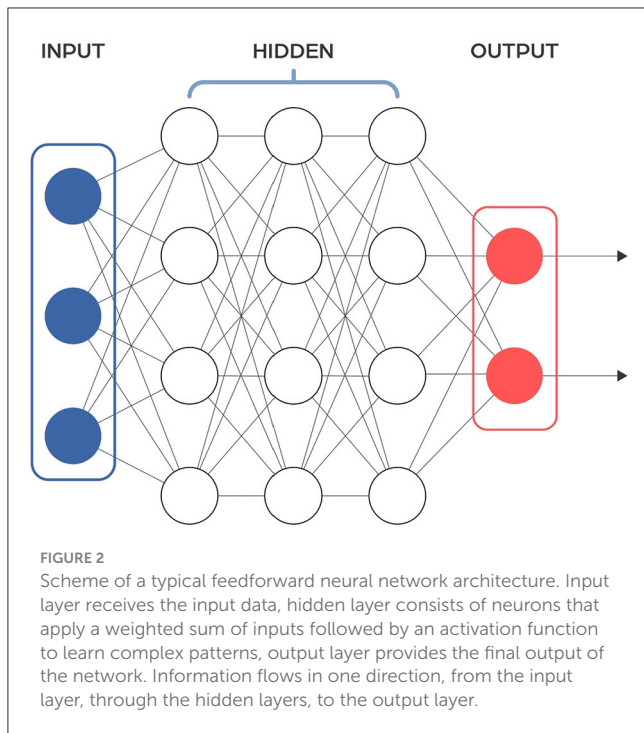 INPUT HIDDEN OUTPUT
FIGURE 2
Scheme of a typical feedforward neural network architecture. Input
layer receives the input data, hidden layer consists of neurons that
apply a weighted sum of inputs followed by an activation function
to learn complex patterns, output layer provides the final output of
the network. Information flows in one direction, from the input
layer, through the hidden layers, to the output layer.